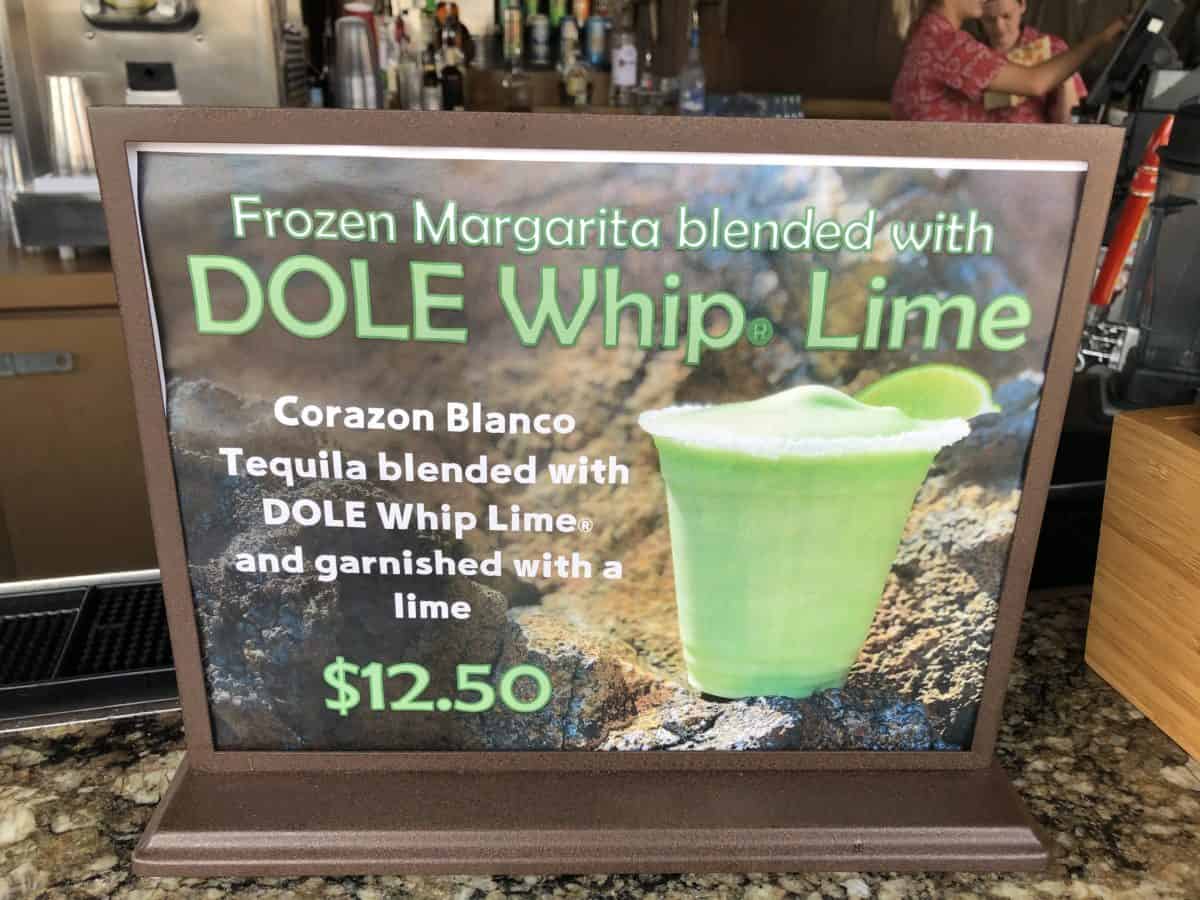 Frozen Margarita blended with
DOLE Whip® Lime
Corazon Blanco
Tequila blended with
DOLE Whip Lime®
and garnished with a
lime
$12.50